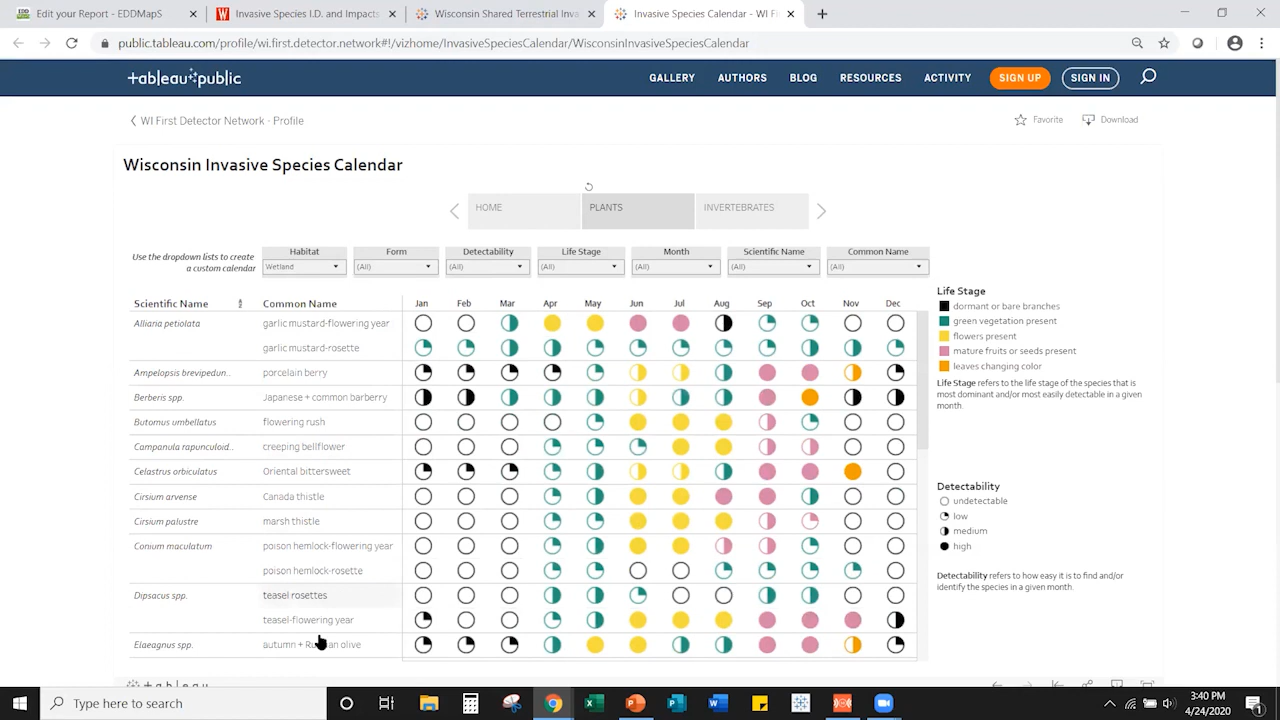 Edit your Report - EDDMapS
Invasive Species I.D. and Impacts
Wisconsin Shared Terrestrial Inva
Invasive Species Calendar - WI Fi
public.tableau.com/profile/wi.first.detector.network#!/vizhome/InvasiveSpeciesCalendar/WisconsinInvasiveSpeciesCalendar
+ableau public
GALLERY AUTHORS BLOG RESOURCES ACTIVITY SIGN UP SIGN IN
WI First Detector Network - Profile
Favorite Download
Wisconsin Invasive Species Calendar
HOME PLANTS INVERTEBRATES
Use the dropdown lists to create
a custom calendar
Habitat Form Detectability Life Stage Month Scientific Name Common Name
Wetland (All) (All) (All) (All) (All) (All)
Scientific Name Common Name Jan Feb Mar Apr May Jun Jul Aug Sep Oct Nov Dec
Alliaria petiolata garlic mustard-flowering year
garlic mustard-rosette
Ampelopsis brevipedun.. porcelain berry
Berberis spp. Japanese + common barberry
Butomus umbellatus flowering rush
Campanula rapunculoid.. creeping bellflower
Celastrus orbiculatus Oriental bittersweet
Cirsium arvense Canada thistle
Cirsium palustre marsh thistle
Conium maculatum poison hemlock-flowering year
poison hemlock-rosette
Dipsacus spp. teasel rosettes
teasel-flowering year
Elaeagnus spp. autumn + Russian olive
Life Stage
dormant or bare branches
green vegetation present
flowers present
mature fruits or seeds present
leaves changing color
Life Stage refers to the life stage of the species that is
most dominant and/or most easily detectable in a given
month.
Detectability
undetectable
low
medium
high
Detectability refers to how easy it is to find and/or
identify the species in a given month.
+ableau
Type here to search
3:40 PM
4/24/2020